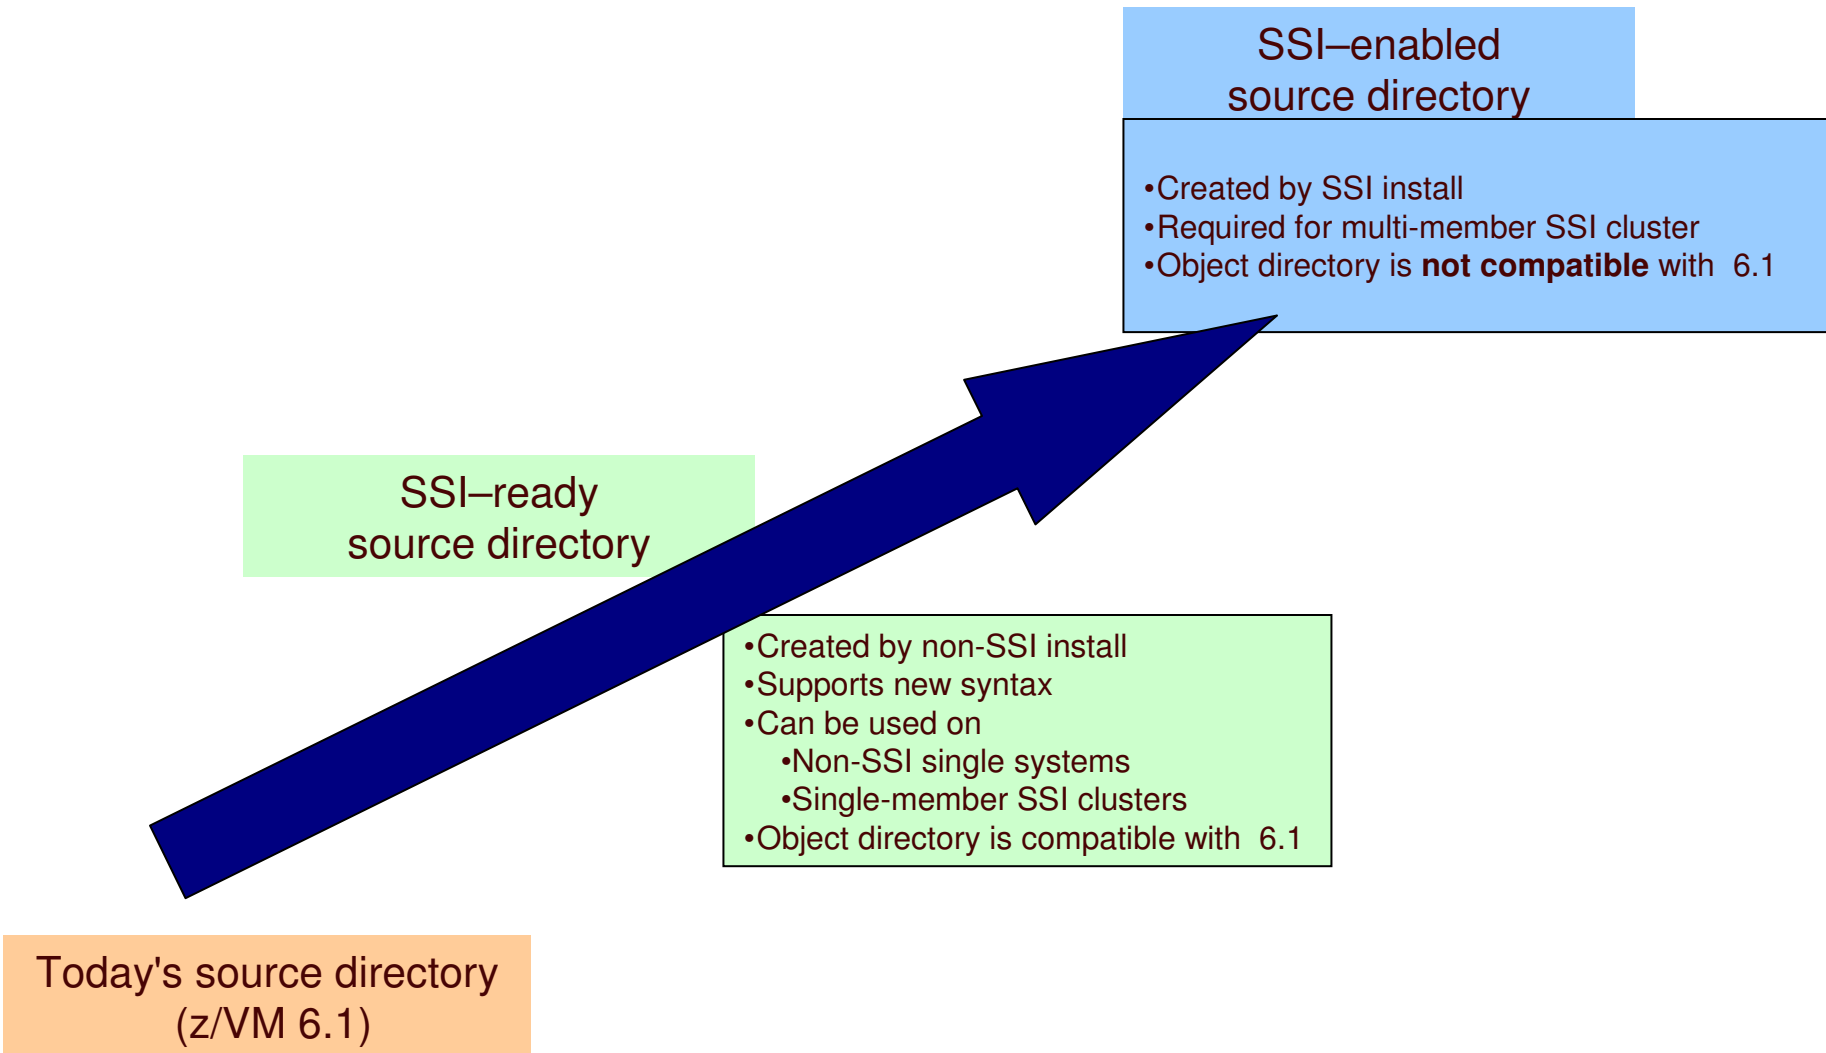 SSI–enabled
source directory
•Created by SSI install
•Required for multi-member SSI cluster
•Object directory is not compatible with 6.1
SSI–ready
source directory
•Created by non-SSI install
•Supports new syntax
•Can be used on
•Non-SSI single systems
•Single-member SSI clusters
•Object directory is compatible with 6.1
Today's source directory
(z/VM 6.1)